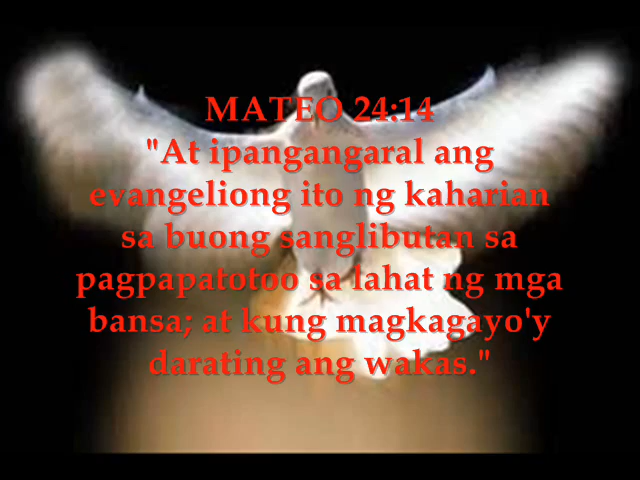 MATEO 24:14
"At ipangangaral ang
evangeliong ito ng kaharian
sa buong sanglibutan sa
pagpapatotoo sa lahat ng mga
bansa; at kung magkagayo'y
darating ang wakas."